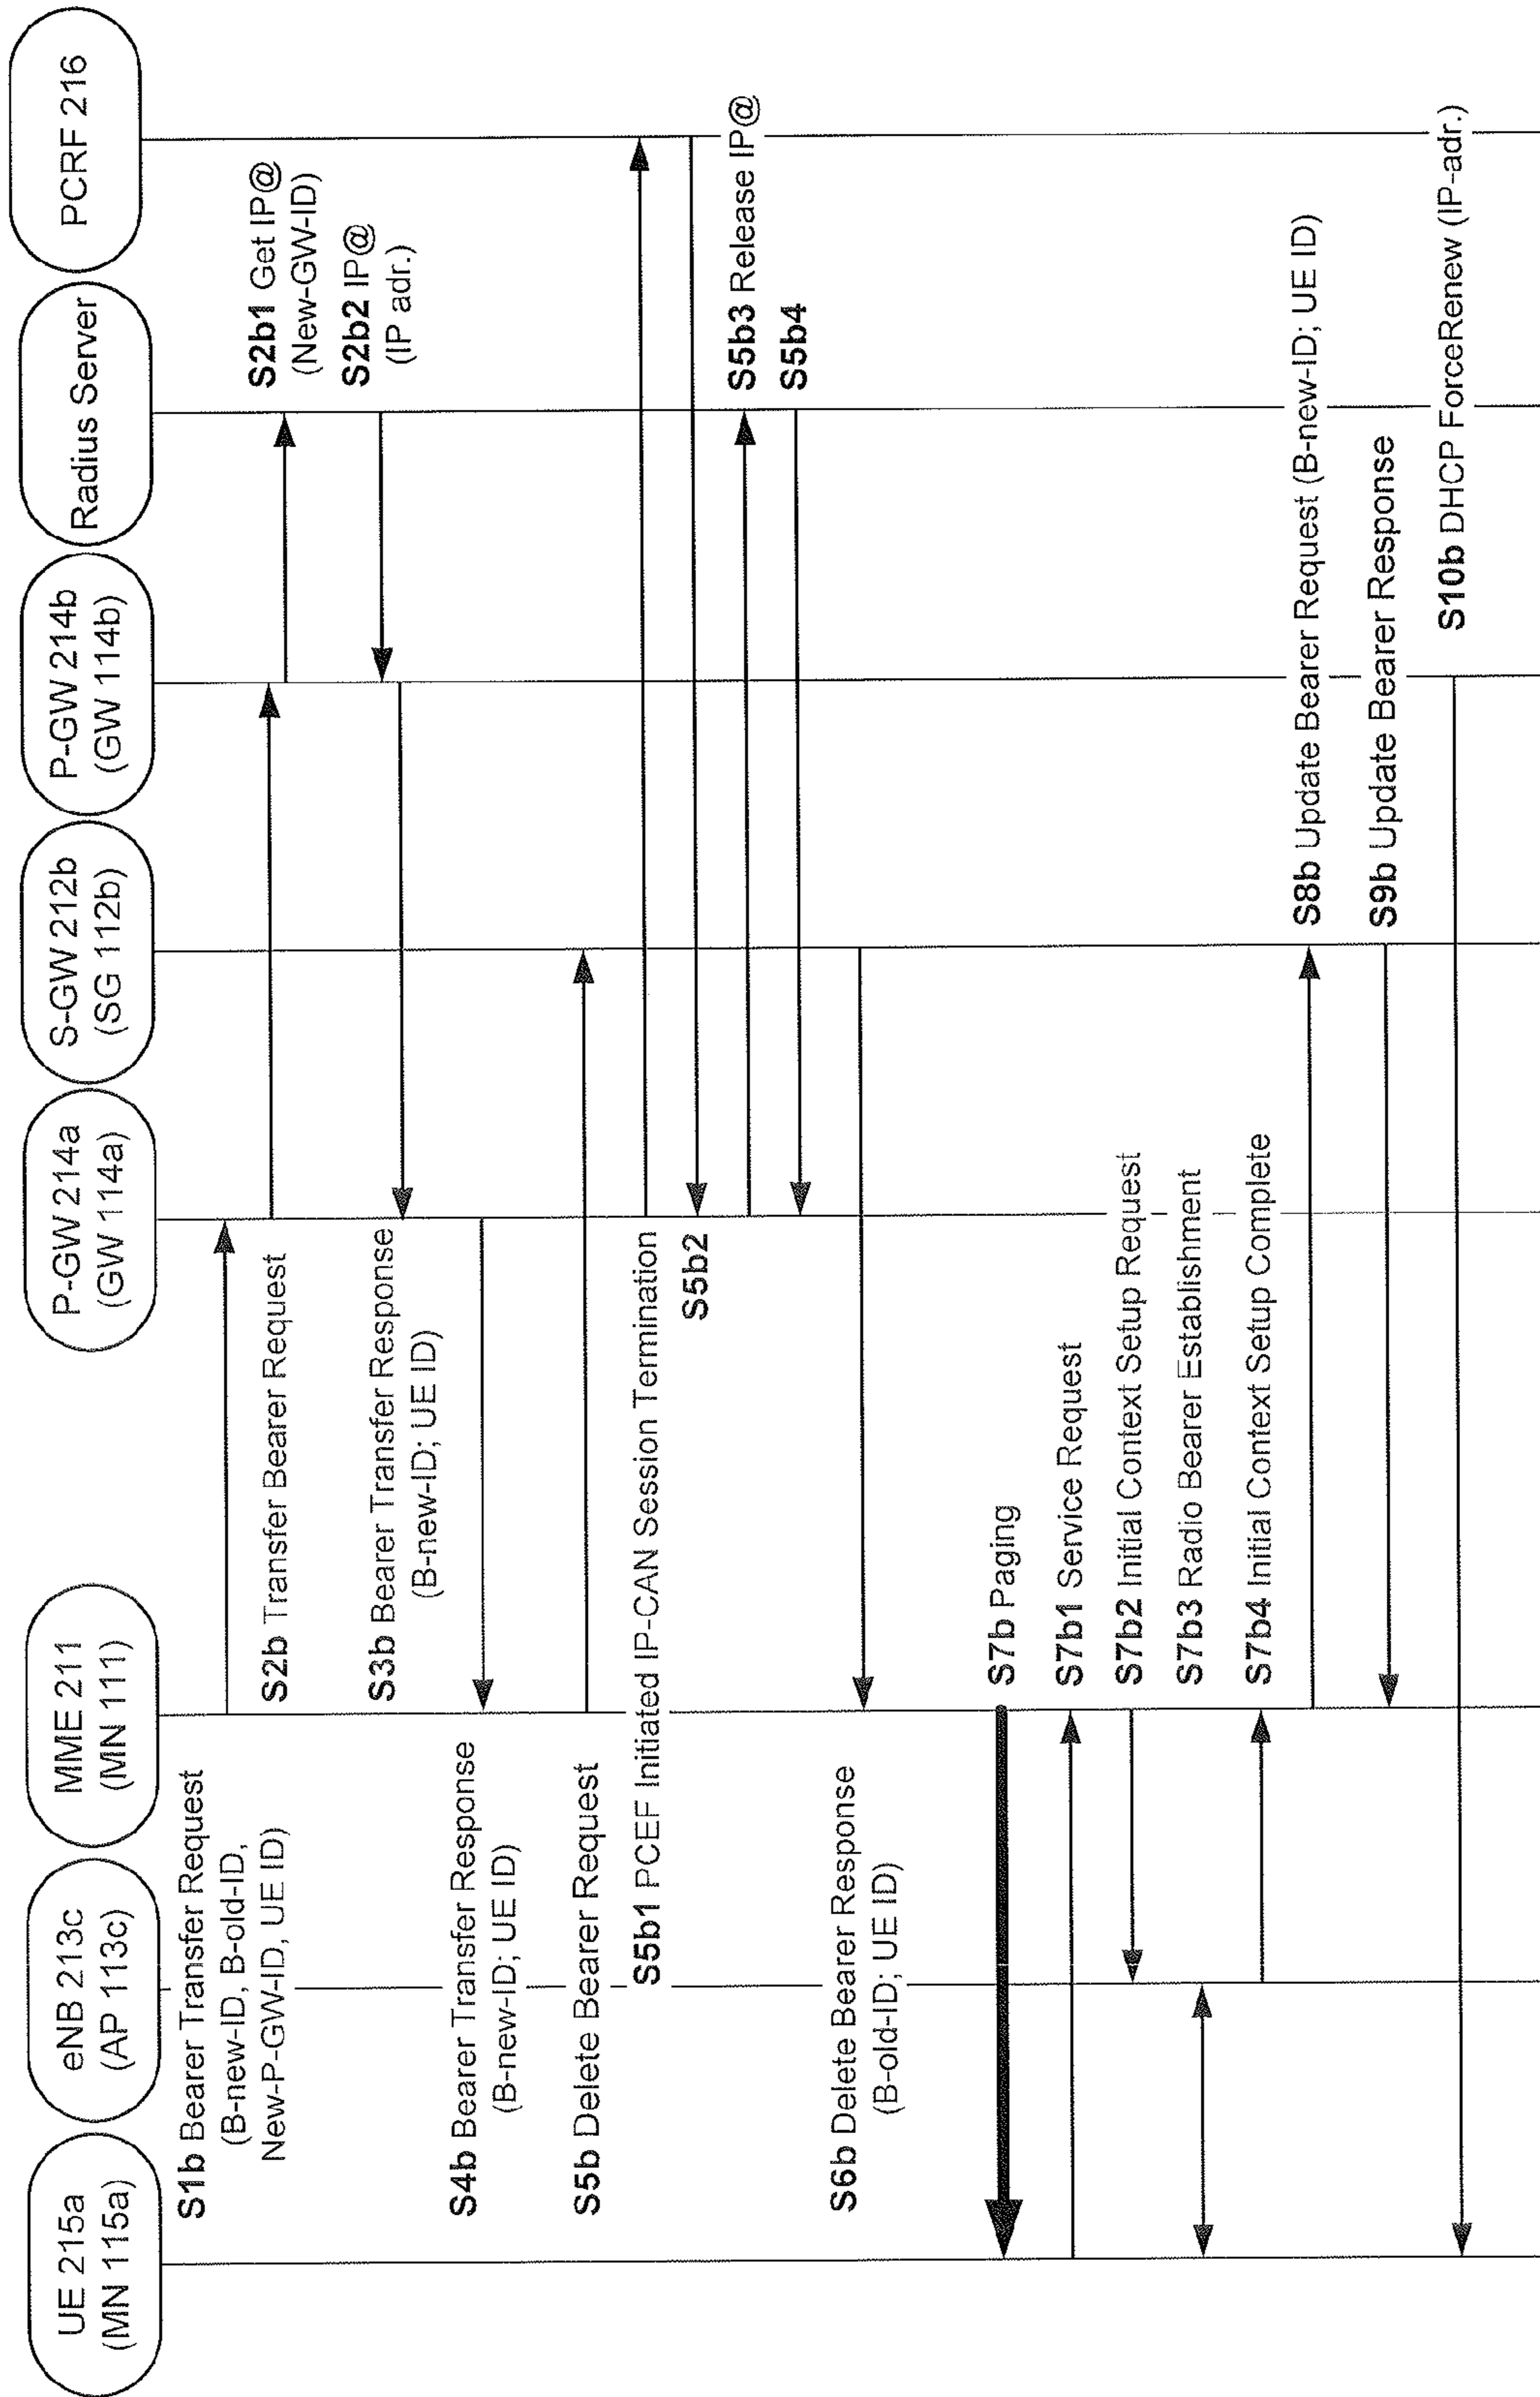 UE 215a
(MN 115a)
eNB 213c
(AP 113c)
MME 211
(MN 111)
P-GW 214a
(GW 114a)
S-GW 212b
(SG 112b)
P-GW 214b
(GW 114b)
Radius Server
PCRF 216
S1b Bearer Transfer Request
(B-new-ID, B-old-ID,
New-P-GW-ID, UE ID)
S2b Transfer Bearer Request
S2b1 Get IP@
(New-GW-ID)
S2b2 IP@
(IP adr.)
S3b Bearer Transfer Response
(B-new-ID; UE ID)
S4b Bearer Transfer Response
(B-new-ID; UE ID)
S5b Delete Bearer Request
S5b1 PCEF Initiated IP-CAN Session Termination
S5b2
S5b3 Release IP@
S5b4
S6b Delete Bearer Response
(B-old-ID; UE ID)
S7b Paging
S7b1 Service Request
S7b2 Initial Context Setup Request
S7b3 Radio Bearer Establishment
S7b4 Initial Context Setup Complete
S8b Update Bearer Request (B-new-ID; UE ID)
S9b Update Bearer Response
S10b DHCP ForceRenew (IP-adr.)